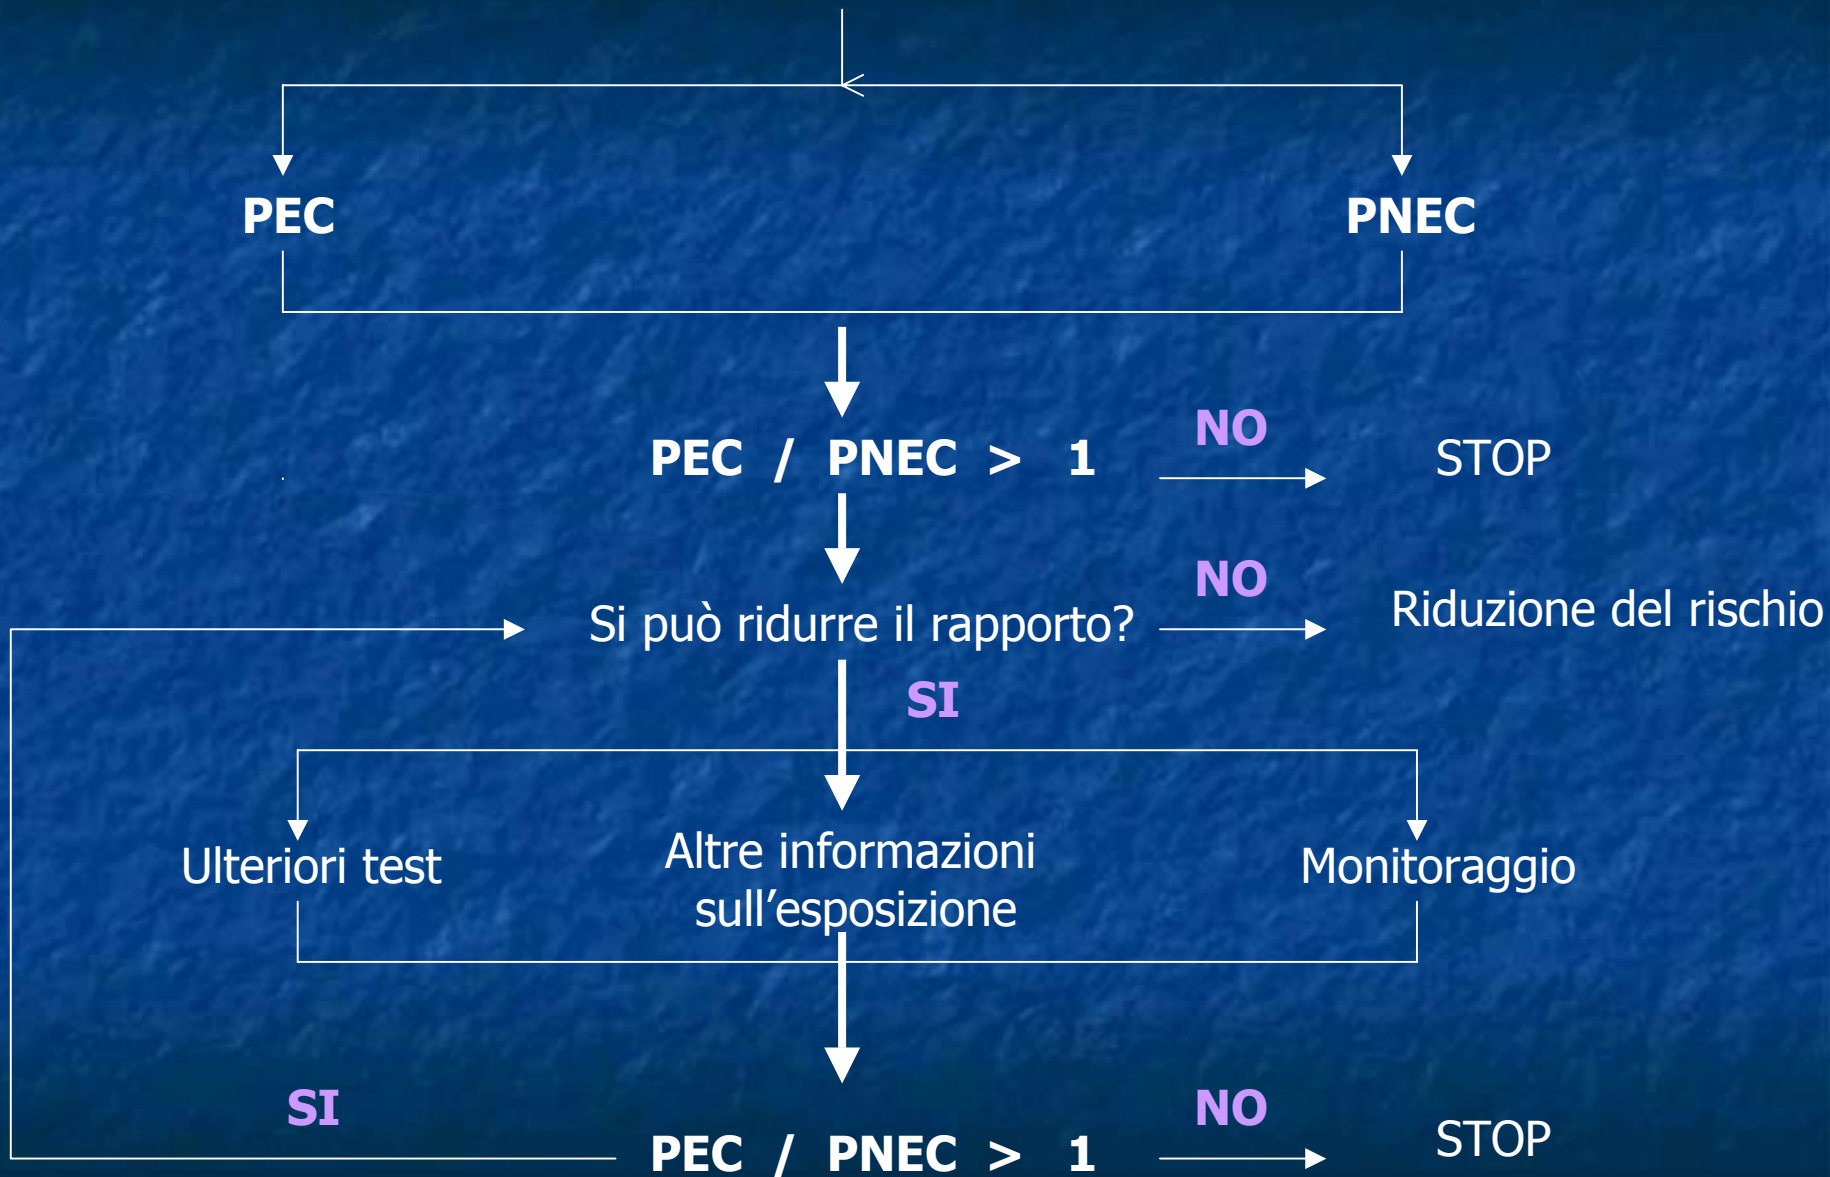 PEC
PNEC
PEC / PNEC > 1
NO
STOP
Si può ridurre il rapporto?
NO
Riduzione del rischio
SI
Ulteriori test
Altre informazioni
sull’esposizione
Monitoraggio
SI
PEC / PNEC > 1
NO
STOP